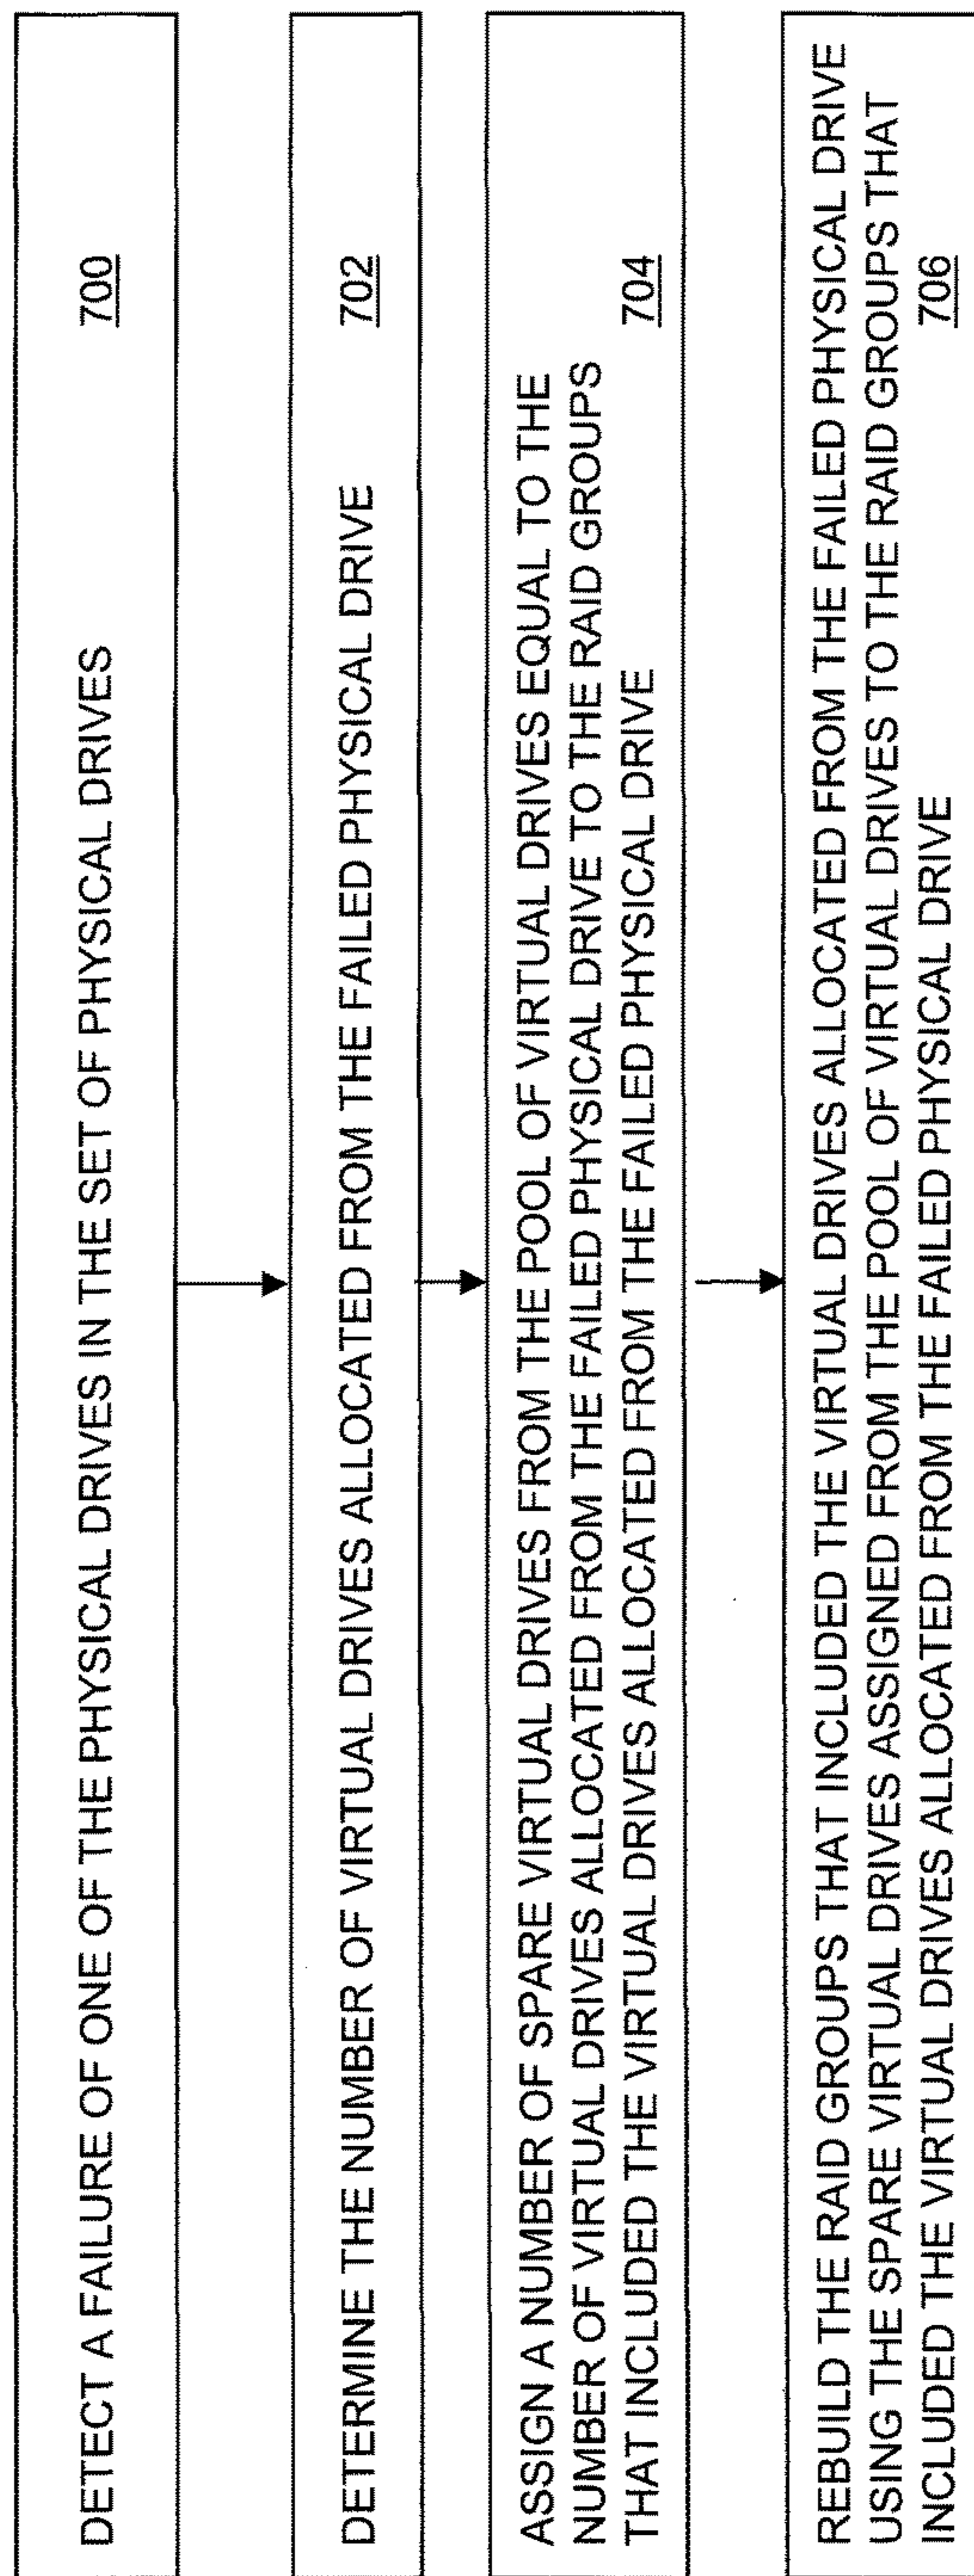 DETECT A FAILURE OF ONE OF THE PHYSICAL DRIVES IN THE SET OF PHYSICAL DRIVES
700
DETERMINE THE NUMBER OF VIRTUAL DRIVES ALLOCATED FROM THE FAILED PHYSICAL DRIVE
702
ASSIGN A NUMBER OF SPARE VIRTUAL DRIVES FROM THE POOL OF VIRTUAL DRIVES EQUAL TO THE
NUMBER OF VIRTUAL DRIVES ALLOCATED FROM THE FAILED PHYSICAL DRIVE TO THE RAID GROUPS
THAT INCLUDED THE VIRTUAL DRIVES ALLOCATED FROM THE FAILED PHYSICAL DRIVE
704
REBUILD THE RAID GROUPS THAT INCLUDED THE VIRTUAL DRIVES ALLOCATED FROM THE FAILED PHYSICAL DRIVE
USING THE SPARE VIRTUAL DRIVES ASSIGNED FROM THE POOL OF VIRTUAL DRIVES TO THE RAID GROUPS THAT
INCLUDED THE VIRTUAL DRIVES ALLOCATED FROM THE FAILED PHYSICAL DRIVE
706